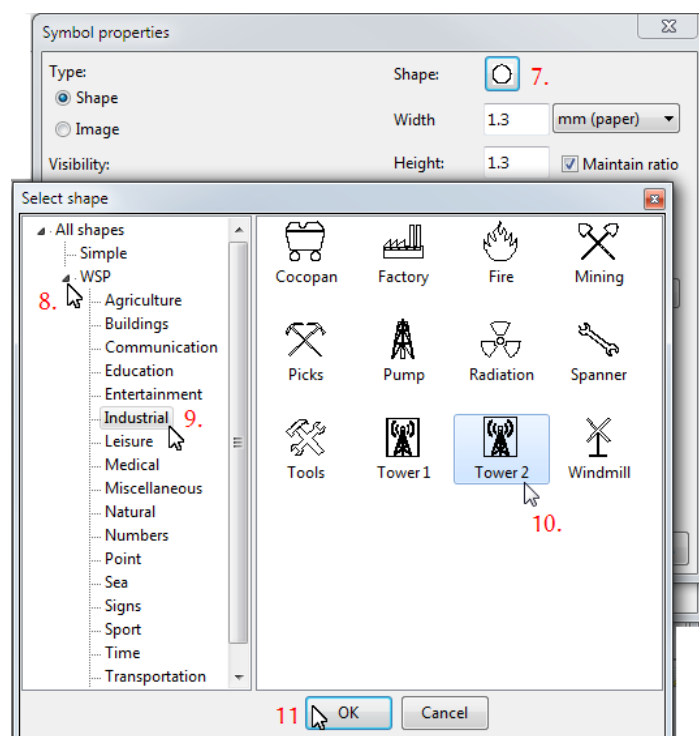 Symbol properties
Type:
Shape: 7.
Shape
Width 1.3 mm (paper)
Image
Visibility:
Height: 1.3 Maintain ratio
Select shape
All shapes
Simple
WSP
8.
Agriculture
Buildings
Communication
Education
Entertainment
Industrial 9.
Leisure
Medical
Miscellaneous
Natural
Numbers
Point
Sea
Signs
Sport
Time
Transportation
Cocopan Factory Fire Mining
Picks Pump Radiation Spanner
Tools Tower 1 Tower 2 Windmill
10.
11 OK Cancel